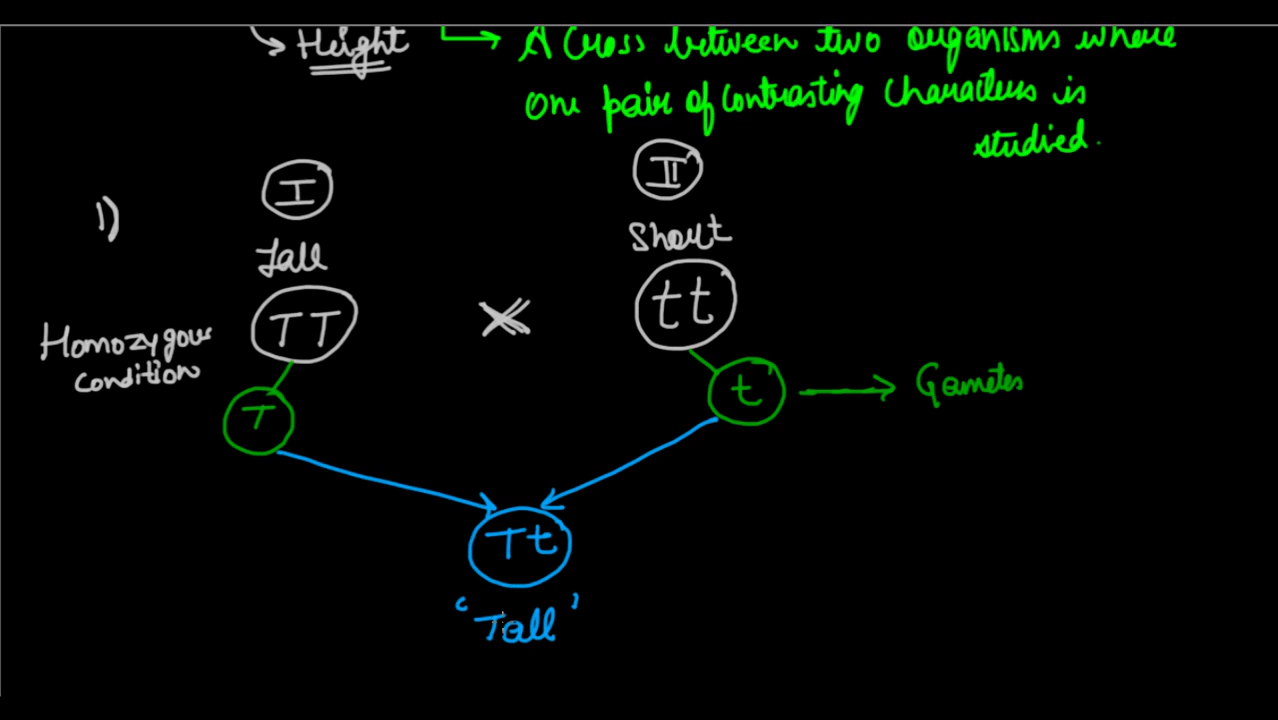 Height
A Cross between two organisms where
one pair of contrasting characters is
studied.
I
II
1)
Tall
Short
TT
tt
Homozygous
condition
T
t
Gametes
Tt
'Tall'